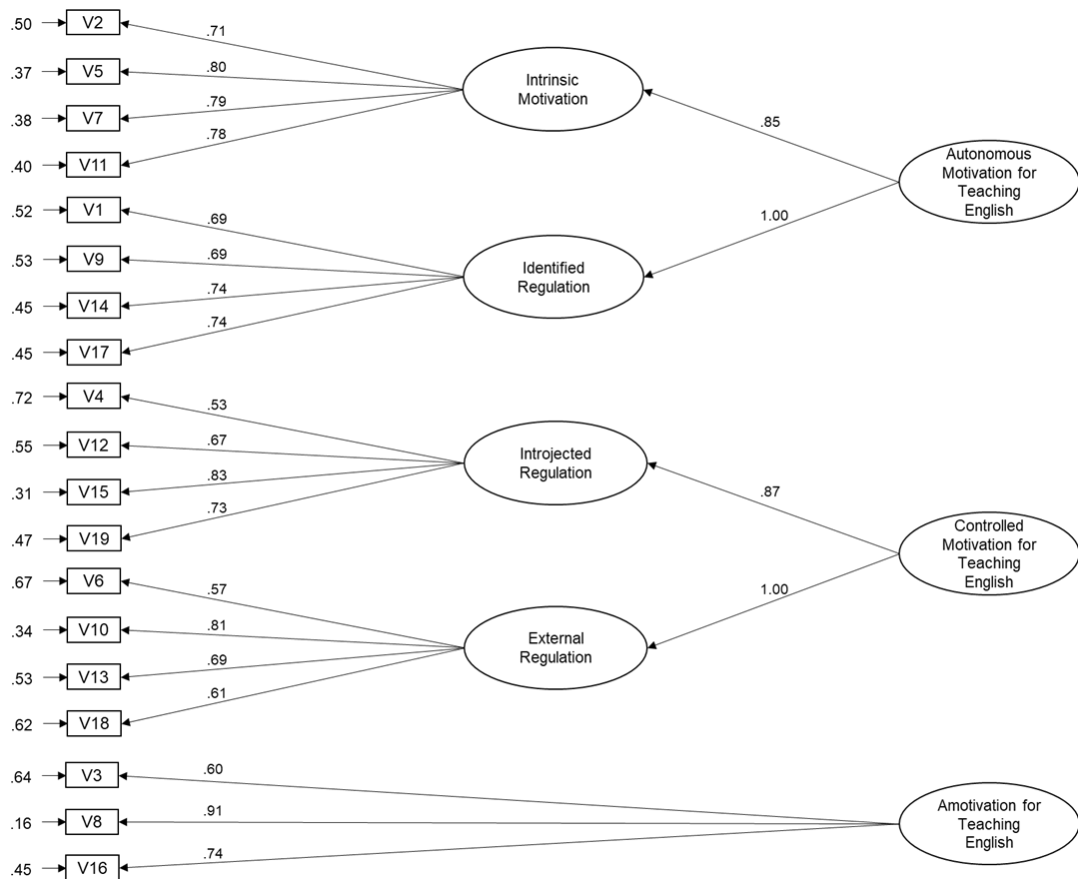 .50 V2 .71
.37 V5 .80
.38 V7 .79
.40 V11 .78
Intrinsic
Motivation
.85
Autonomous
Motivation for
Teaching
English
.52 V1 .69
.53 V9 .69
.45 V14 .74
.45 V17 .74
Identified
Regulation
1.00
.72 V4 .53
.55 V12 .67
.31 V15 .83
.47 V19 .73
Introjected
Regulation
.87
Controlled
Motivation for
Teaching
English
.67 V6 .57
.34 V10 .81
.53 V13 .69
.62 V18 .61
External
Regulation
1.00
.64 V3 .60
.16 V8 .91
.45 V16 .74
Amotivation for
Teaching
English